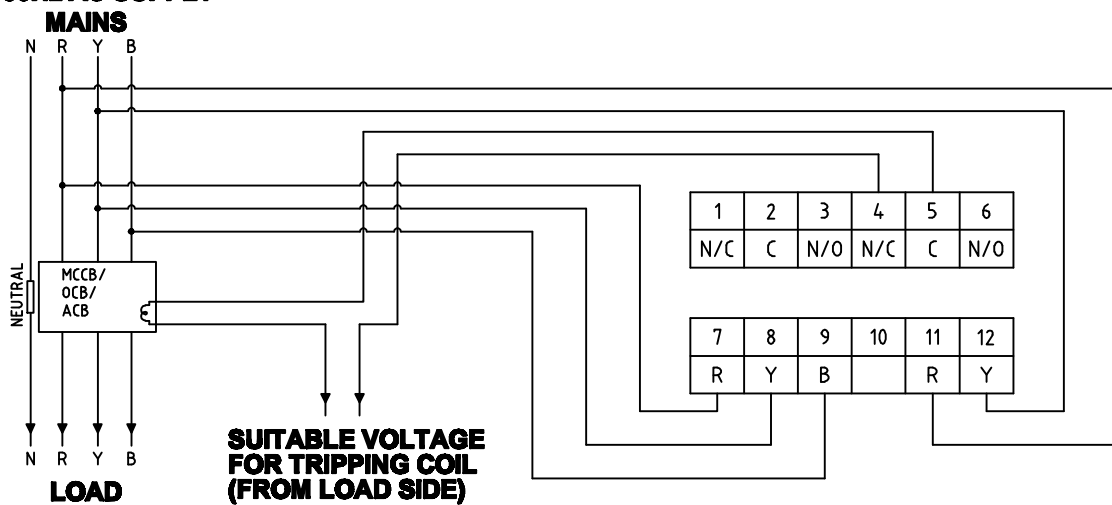 MAINS
N R Y B
1 2 3 4 5 6
N/C C N/O N/C C N/O
NEUTRAL
MCCB/
OCB/
ACB
7 8 9 10 11 12
R Y B R Y
SUITABLE VOLTAGE
FOR TRIPPING COIL
(FROM LOAD SIDE)
N R Y B
LOAD